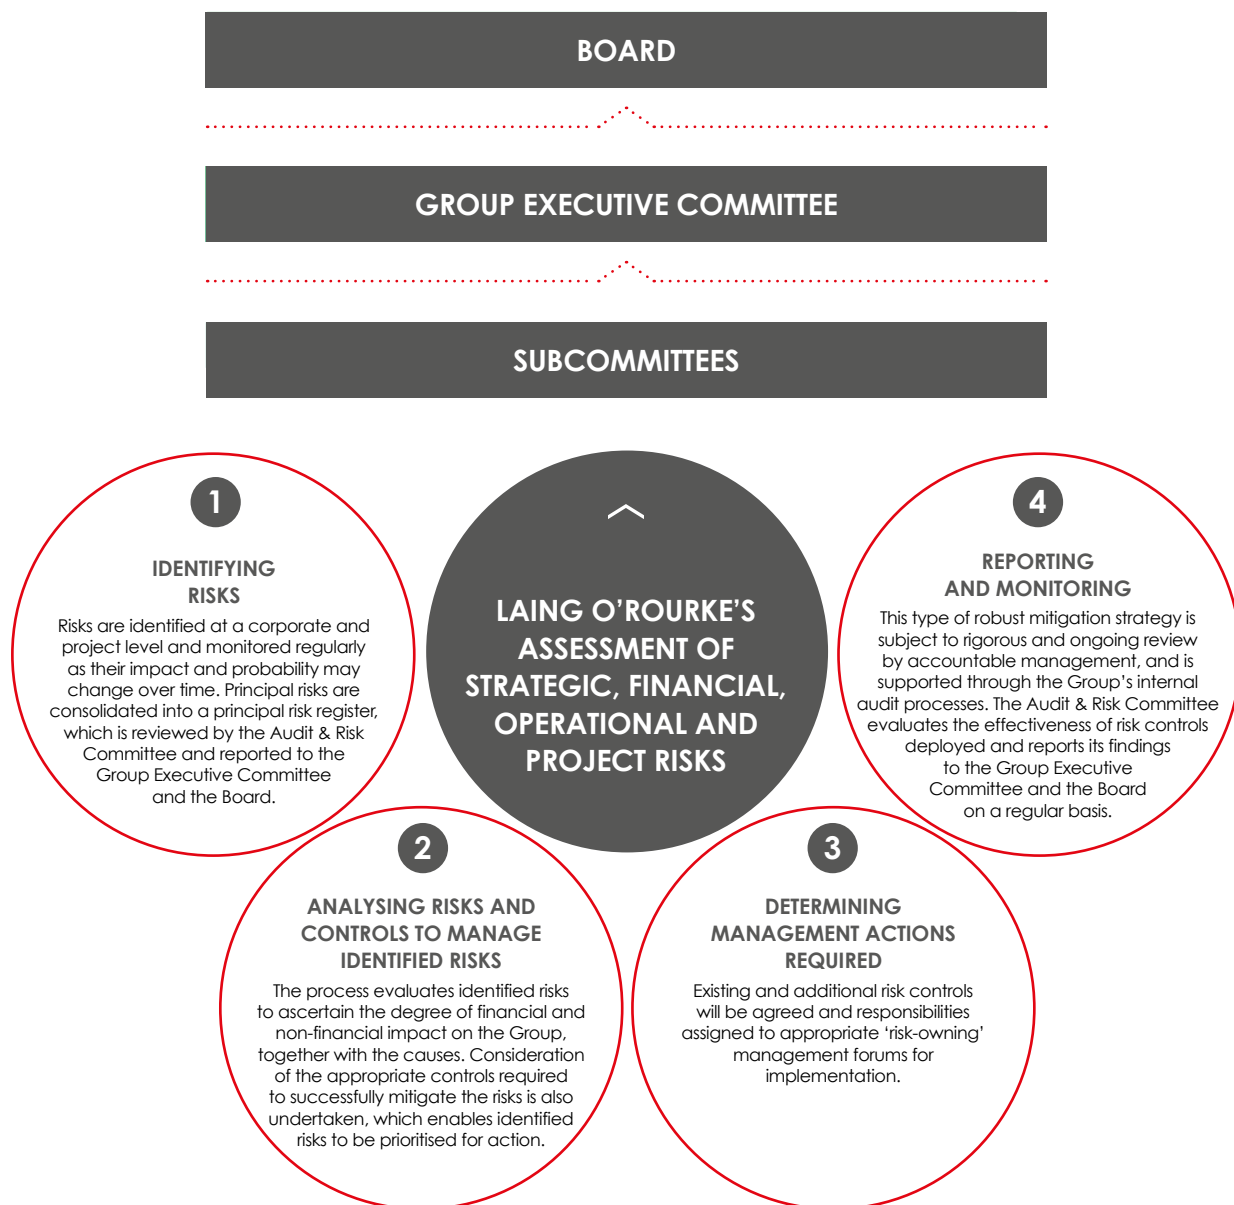 BOARD
GROUP EXECUTIVE COMMITTEE
SUBCOMMITTEES
LAING O’ROURKE’S
ASSESSMENT OF
STRATEGIC, FINANCIAL,
OPERATIONAL AND
PROJECT RISKS
1
IDENTIFYING
RISKS
Risks are identified at a corporate and
project level and monitored regularly
as their impact and probability may
change over time. Principal risks are
consolidated into a principal risk register,
which is reviewed by the Audit & Risk
Committee and reported to the
Group Executive Committee
and the Board.
2
ANALYSING RISKS AND
CONTROLS TO MANAGE
IDENTIFIED RISKS
The process evaluates identified risks
to ascertain the degree of financial and
non-financial impact on the Group,
together with the causes. Consideration
of the appropriate controls required
to successfully mitigate the risks is also
undertaken, which enables identified
risks to be prioritised for action.
3
DETERMINING
MANAGEMENT ACTIONS
REQUIRED
Existing and additional risk controls
will be agreed and responsibilities
assigned to appropriate ‘risk-owning’
management forums for
implementation.
4
REPORTING
AND MONITORING
This type of robust mitigation strategy is
subject to rigorous and ongoing review
by accountable management, and is
supported through the Group’s internal
audit processes. The Audit & Risk Committee
evaluates the effectiveness of risk controls
deployed and reports its findings
to the Group Executive
Committee and the Board
on a regular basis.